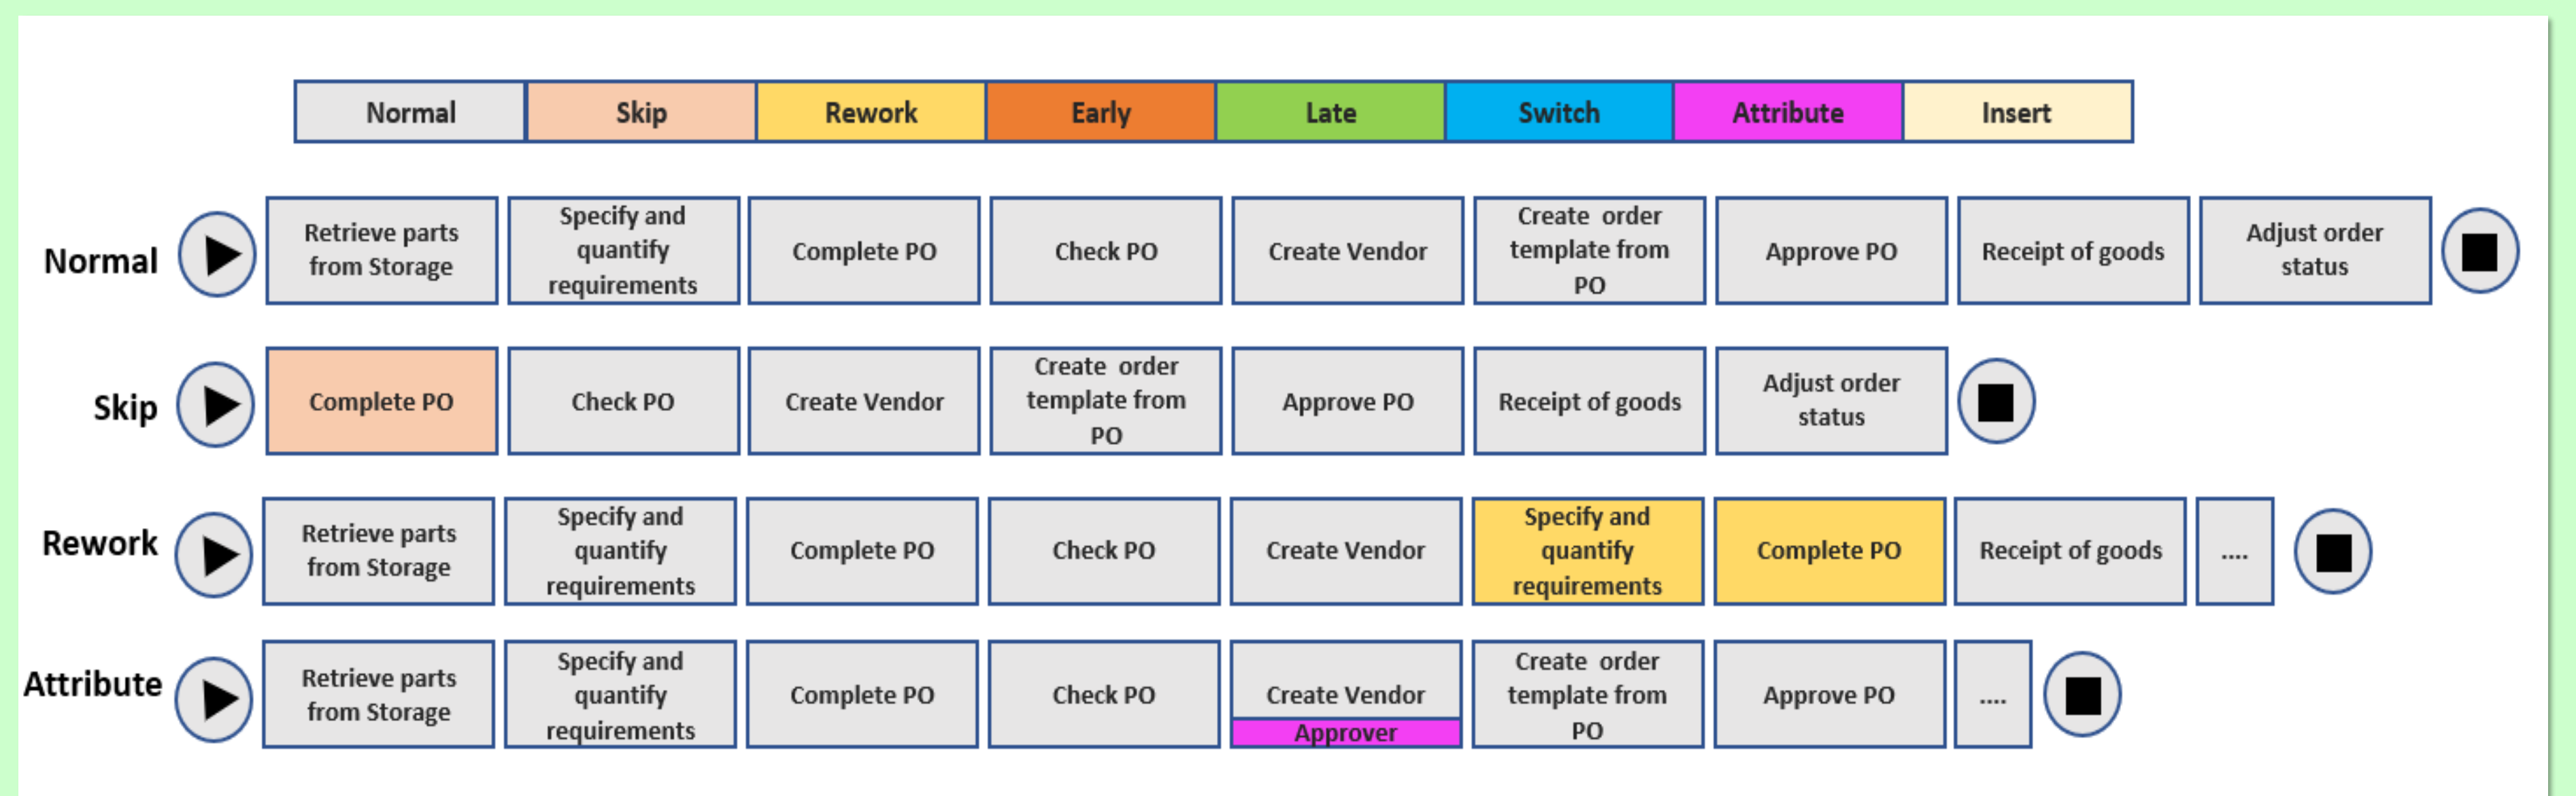 Normal
Skip
Rework
Early
Late
Switch
Attribute
Insert
Normal
Retrieve parts
from Storage
Specify and
quantify
requirements
Complete PO
Check PO
Create Vendor
Create order
template from
PO
Approve PO
Receipt of goods
Adjust order
status
Skip
Complete PO
Check PO
Create Vendor
Create order
template from
PO
Approve PO
Receipt of goods
Adjust order
status
Rework
Retrieve parts
from Storage
Specify and
quantify
requirements
Complete PO
Check PO
Create Vendor
Specify and
quantify
requirements
Complete PO
Receipt of goods
....
Attribute
Retrieve parts
from Storage
Specify and
quantify
requirements
Complete PO
Check PO
Create Vendor
Approver
Create order
template from
PO
Approve PO
....